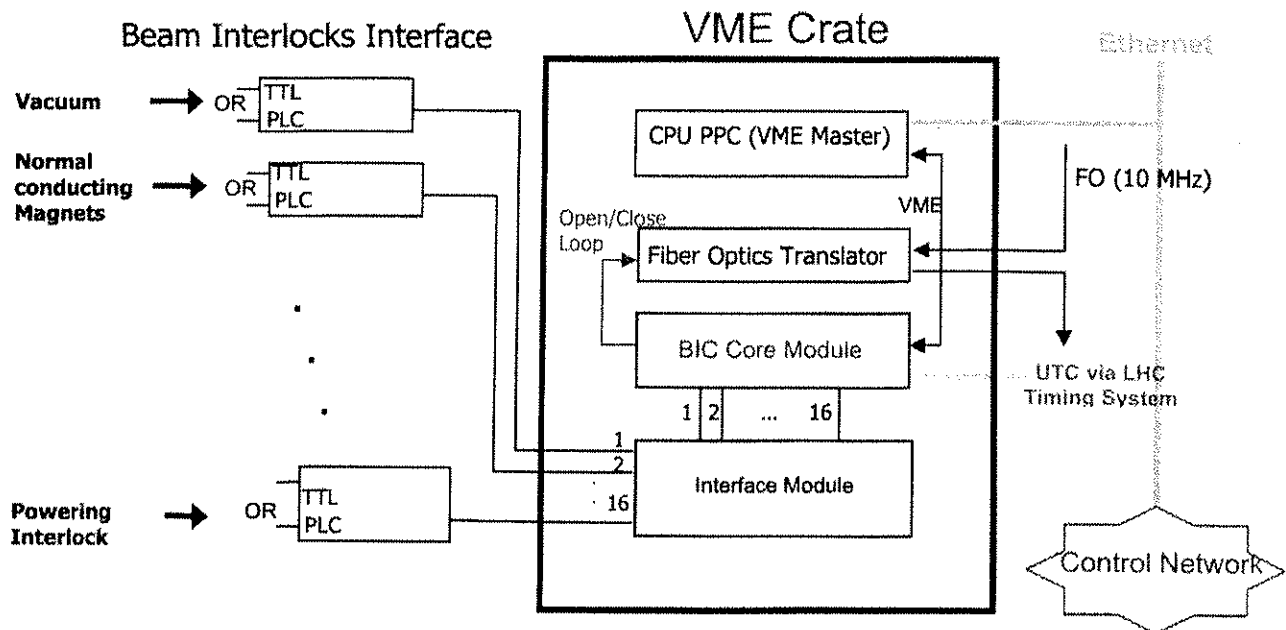 Beam Interlocks Interface
VME Crate
Ethernet
Vacuum
OR
TTL
PLC
CPU PPC (VME Master)
Normal
conducting
Magnets
OR
TTL
PLC
FO (10 MHz)
VME
Open/Close
Loop
Fiber Optics Translator
BIC Core Module
UTC via LHC
Timing System
1 2 ... 16
1
2
16
Interface Module
Powering
Interlock
OR
TTL
PLC
Control Network